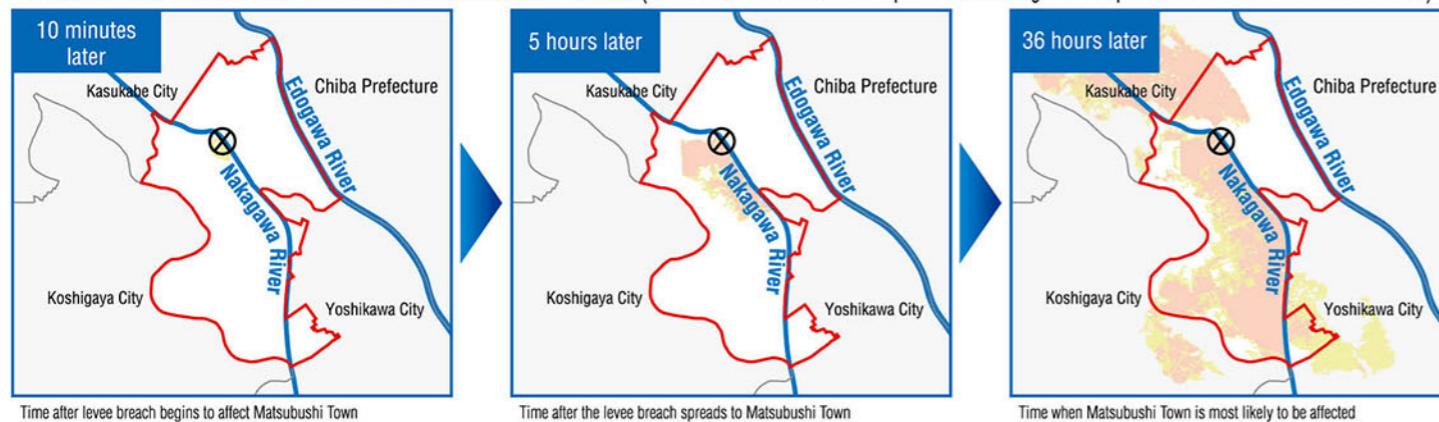 10 minutes
later
Kasukabe City
Chiba Prefecture
Edogawa River
Nakagawa River
Koshigaya City
Yoshikawa City
Time after levee breach begins to affect Matsubushi Town
5 hours later
Kasukabe City
Chiba Prefecture
Edogawa River
Nakagawa River
Koshigaya City
Yoshikawa City
Time after the levee breach spreads to Matsubushi Town
36 hours later
Kasukabe City
Chiba Prefecture
Edogawa River
Nakagawa River
Koshigaya City
Yoshikawa City
Time when Matsubushi Town is most likely to be affected